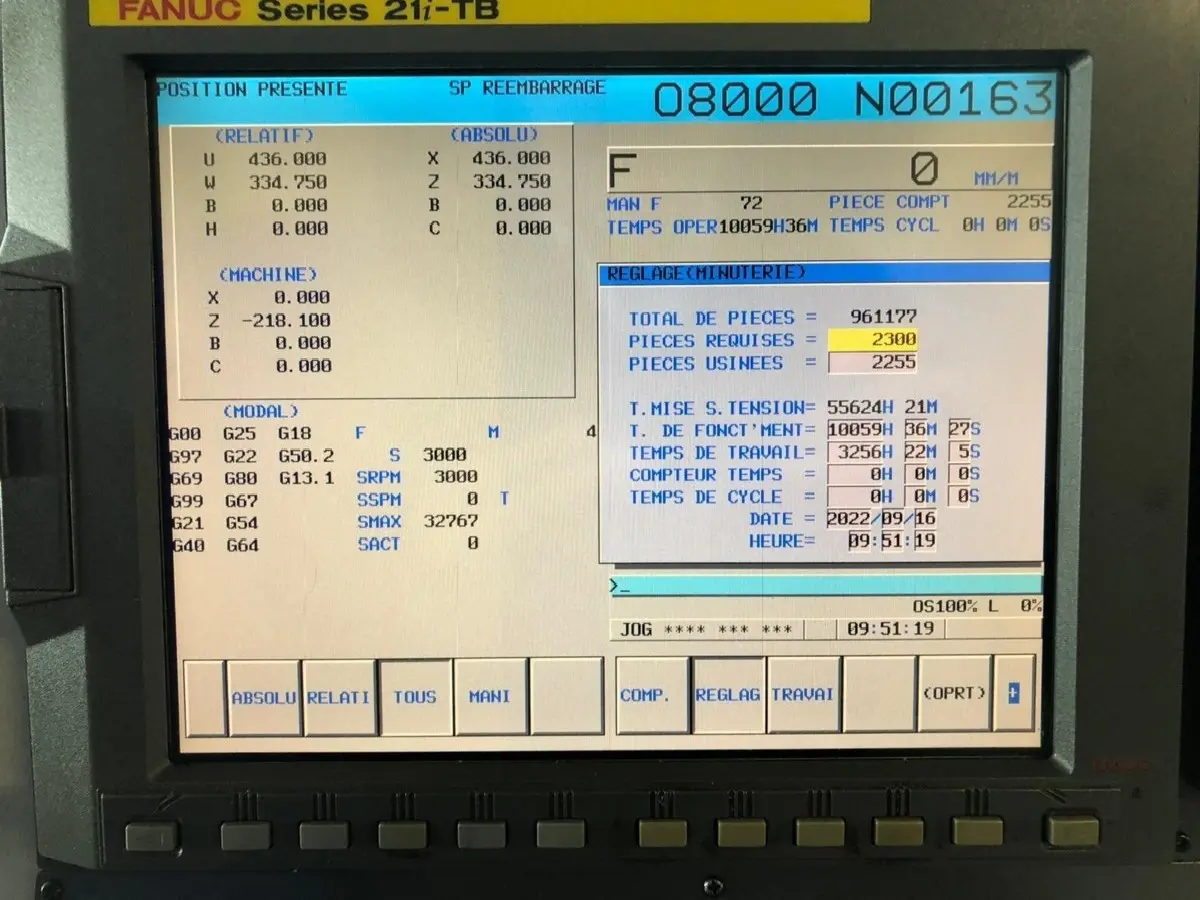 FANUC Series 21i-TB
POSITION PRESENTE SP REEMBARRAGE O8000 N00163
(RELATIF) (ABSOLU)
U 436.000 X 436.000
W 334.750 Z 334.750
B 0.000 B 0.000
H 0.000 C 0.000
(MACHINE)
X 0.000
Z -218.100
B 0.000
C 0.000
(MODAL)
G00 G25 G18 F M 4
G97 G22 G50.2 S 3000
G69 G80 G13.1 SRPM 3000
G99 G67 SSPM 0 T
G21 G54 SMAX 32767
G40 G64 SACT 0
F 0 MM/M
MAN F 72 PIECE COMPT 2255
TEMPS OPER10059H36M TEMPS CYCL 0H 0M 0S
REGLAGE(MINUTERIE)
TOTAL DE PIECES = 961177
PIECES REQUISES = 2300
PIECES USINEES = 2255
T.MISE S.TENSION= 55624H 21M
T. DE FONCT'MENT= 10059H 36M 27S
TEMPS DE TRAVAIL= 3256H 22M 5S
COMPTEUR TEMPS = 0H 0M 0S
TEMPS DE CYCLE = 0H 0M 0S
DATE = 2022/09/16
HEURE= 09:51:19
>_
OS100% L 0%
JOG **** *** *** 09:51:19
ABSOLU RELATI TOUS MANI COMP. REGLAG TRAVAI (OPRT) +